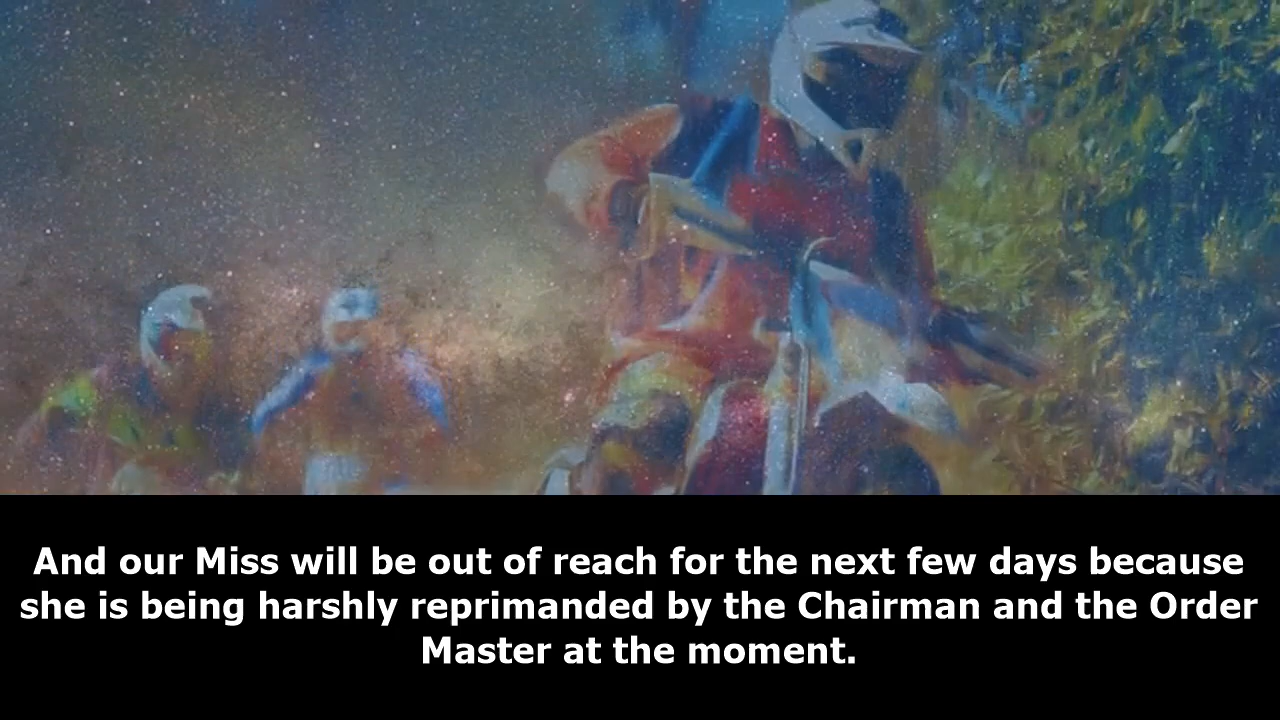 And our Miss will be out of reach for the next few days because
she is being harshly reprimanded by the Chairman and the Order
Master at the moment.